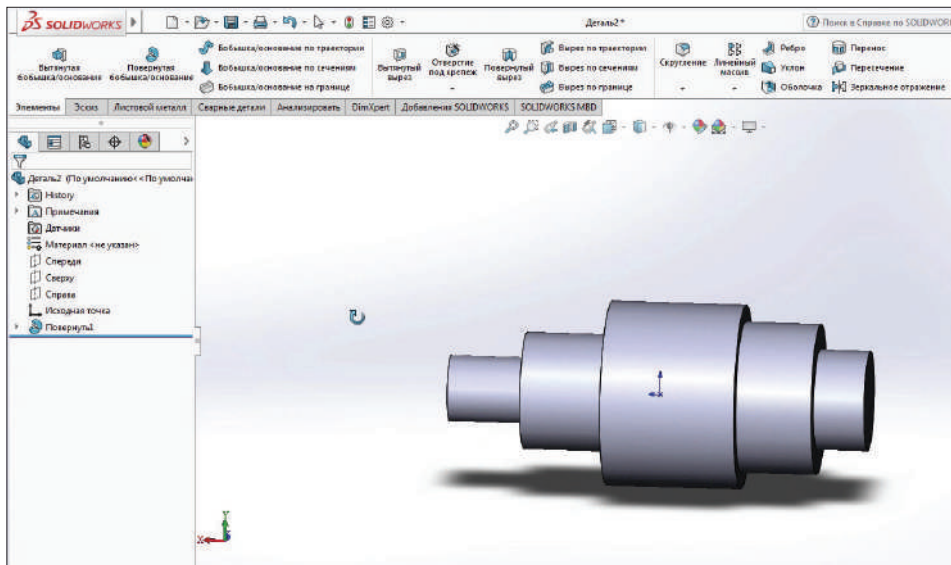 SOLIDWORKS
Деталь2 *
Поиск в Справке по SOLIDWOR
Вытянутая бобышка/основание
Повернутая бобышка/основание
Бобышка/основание по траектории
Бобышка/основание по сечениям
Бобышка/основание на границе
Вытянутый вырез
Отверстие под крепеж
Повернутый вырез
Вырез по траектории
Вырез по сечениям
Вырез по границе
Скругление
Линейный массив
Ребро
Уклон
Оболочка
Перенос
Пересечение
Зеркальное отражение
Элементы Эскиз Листовой металл Сварные детали Анализировать DimXpert Добавления SOLIDWORKS SOLIDWORKS MBD
Деталь2 (По умолчанию<<По умолчан
History
Примечания
Датчики
Материал <не указан>
Спереди
Сверху
Справа
Исходная точка
Повернуть1
Y
X